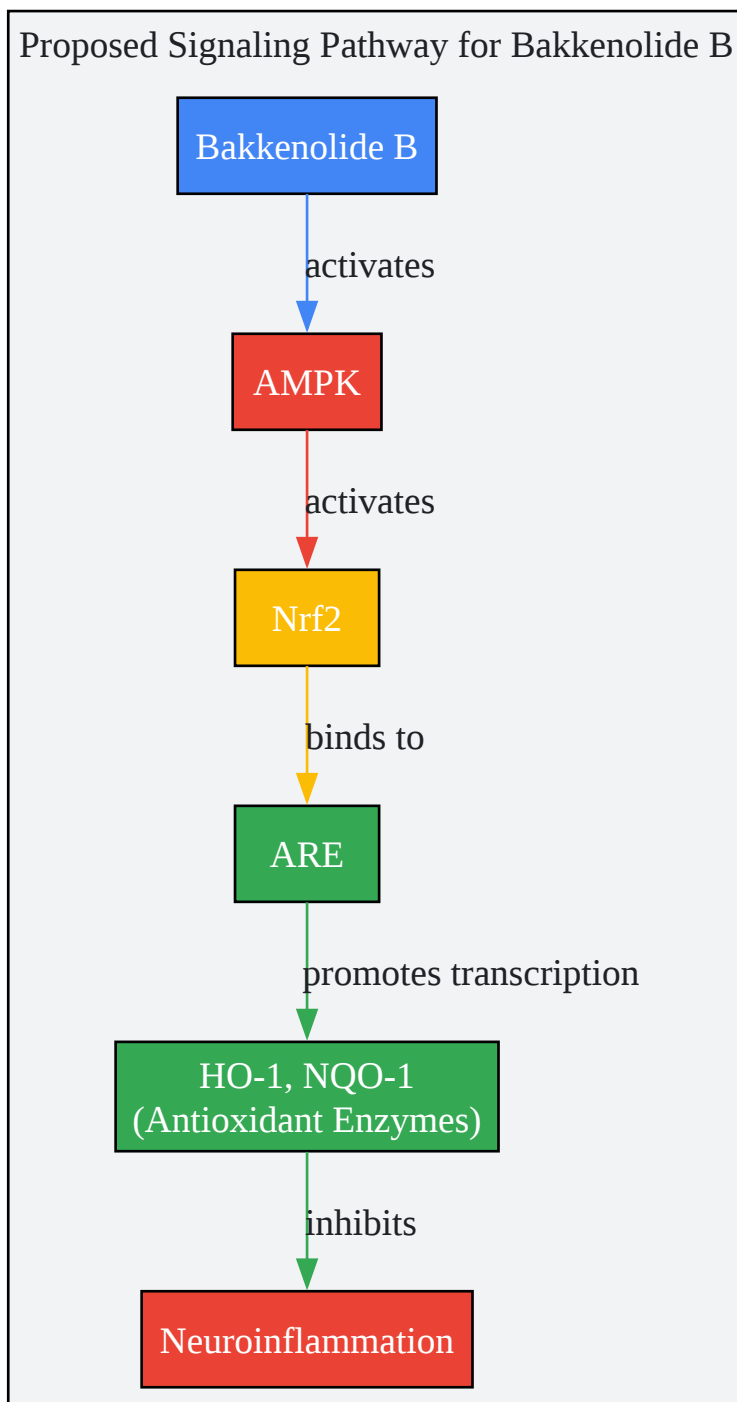 Proposed Signaling Pathway for Bakkenolide B
Bakkenolide B
activates
AMPK
activates
Nrf2
binds to
ARE
promotes transcription
HO-1, NQO-1
(Antioxidant Enzymes)
inhibits
Neuroinflammation